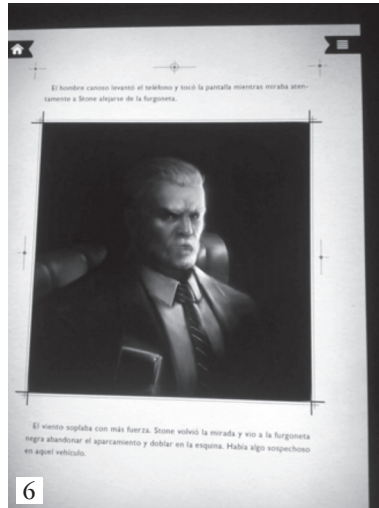 El hombre canoso levantó el teléfono y tocó la pantalla mientras miraba aten-
tamente a Stone alejarse de la furgoneta.
El viento soplaba con más fuerza. Stone volvió la mirada y vio a la furgoneta
negra abandonar el aparcamiento y doblar en la esquina. Había algo sospechoso
en aquel vehículo.
6